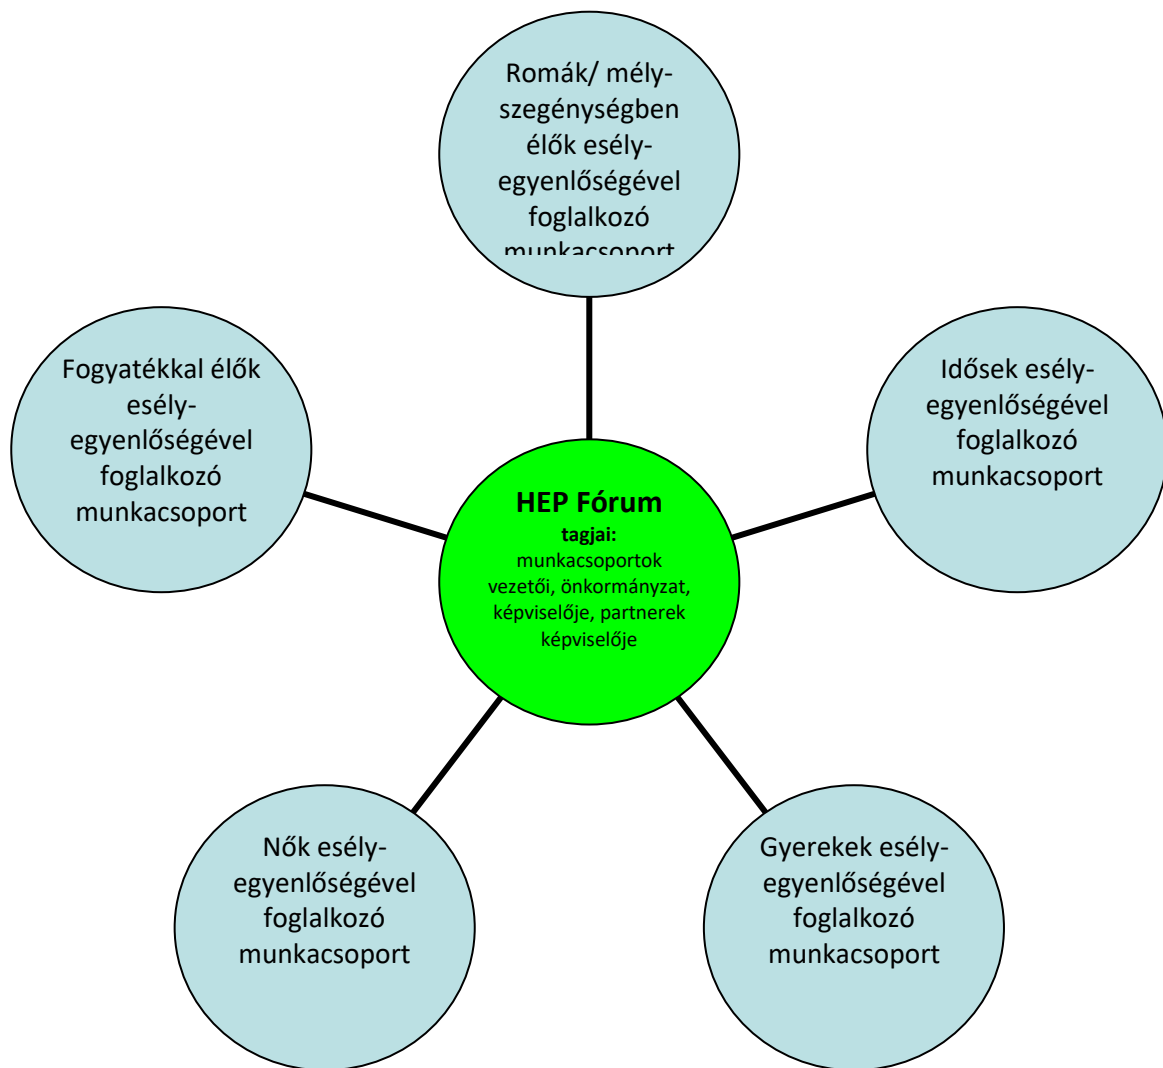 Romák/ mély-
szegénységben
élők esély-
egyenlőségével
foglalkozó
munkacsoport
Fogyatékkal élők
esély-
egyenlőségével
foglalkozó
munkacsoport
Idősek esély-
egyenlőségével
foglalkozó
munkacsoport
HEP Fórum
tagjai:
munkacsoportok
vezetői, önkormányzat,
képviselője, partnerek
képviselője
Nők esély-
egyenlőségével
foglalkozó
munkacsoport
Gyerekek esély-
egyenlőségével
foglalkozó
munkacsoport